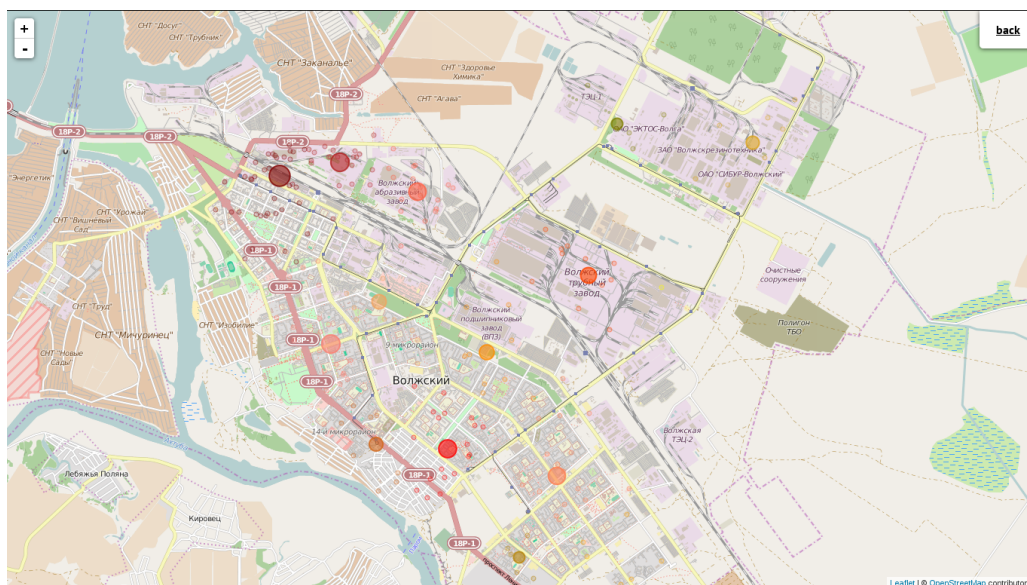 +
-
back
СНТ "Досуг"
СНТ "Трубник"
СНТ "Заканалье"
СНТ "Здоровье
Химика"
СНТ "Агава"
18Р-2
ТЭЦ-1
18Р-2
18Р-2
18Р-2
"ЭКТОС-Волга"
ЗАО "Волжскрезинотехника"
ОАО "СИБУР-Волжский"
"Энергетик"
Волжский
абразивный
завод
СНТ "Урожай"
СНТ "Вишневый
Сад"
18Р-1
Волжский
трубный
завод
Очистные
сооружения
18Р-1
СНТ "Труд"
СНТ "Мичуринец"
СНТ "Изобилие"
Волжский
подшипниковый
завод
(ВПЗ)
Полигон
ТБО
18Р-1
9 микрорайон
СНТ "Новые
Сады"
18Р-1
Волжский
14-й микрорайон
Волжская
ТЭЦ-2
18Р-1
Лебяжья Поляна
Кировец
18Р-1
Leaflet | © OpenStreetMap contributor